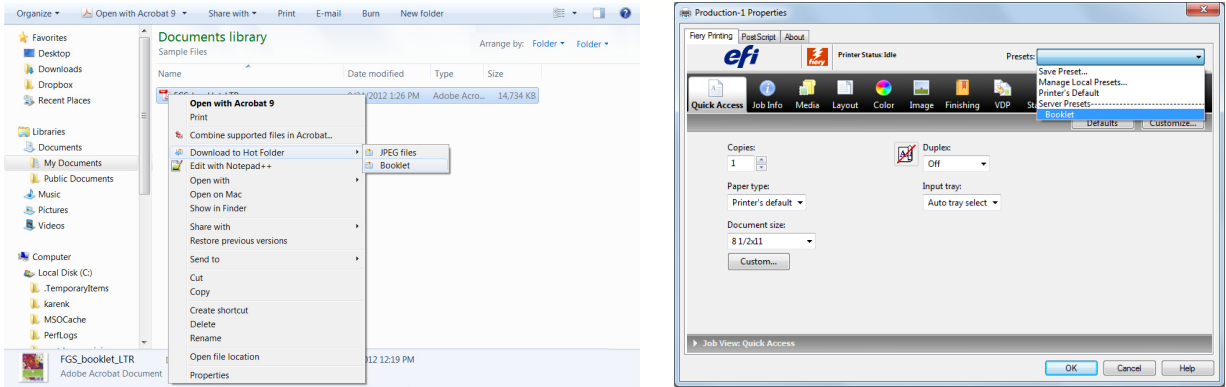 Organize Open with Acrobat 9 Share with Print E-mail Burn New folder
Favorites
Desktop
Downloads
Dropbox
Recent Places
Libraries
Documents
My Documents
Public Documents
Music
Pictures
Videos
Computer
Local Disk (C:)
.TemporaryItems
karenk
MSOCache
PerfLogs
Documents library
Sample Files
Arrange by: Folder Folder
Name Date modified Type Size
2012 1:26 PM Adobe Acro... 14,734 KB
Open with Acrobat 9
Print
Combine supported files in Acrobat...
Download to Hot Folder
JPEG files
Booklet
Edit with Notepad++
Open with
Open on Mac
Show in Finder
Share with
Restore previous versions
Send to
Cut
Copy
Create shortcut
Delete
Rename
Open file location
Properties
FGS_booklet_LTR
Adobe Acrobat Document
2012 12:19 PM
Production-1 Properties
Fiery Printing PostScript About
efi fiery Printer Status: Idle Presets:
Save Preset...
Manage Local Presets...
Printer's Default
Server Presets
Booklet
Quick Access Job Info Media Layout Color Image Finishing VDP
Defaults Customize...
Copies:
1
Duplex:
Off
Paper type:
Printer's default
Input tray:
Auto tray select
Document size:
8 1/2x11
Custom...
Job View: Quick Access
OK Cancel Help